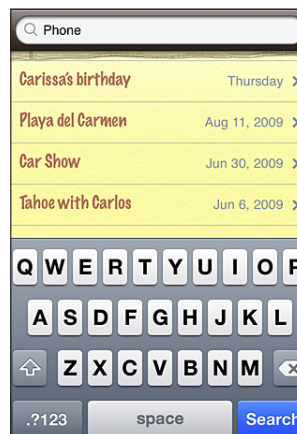 Phone
Carissa's birthday Thursday
Playa del Carmen Aug 11, 2009
Car Show Jun 30, 2009
Tahoe with Carlos Jun 6, 2009
Q W E R T Y U I O P
A S D F G H J K L
Z X C V B N M
.?123 space Search